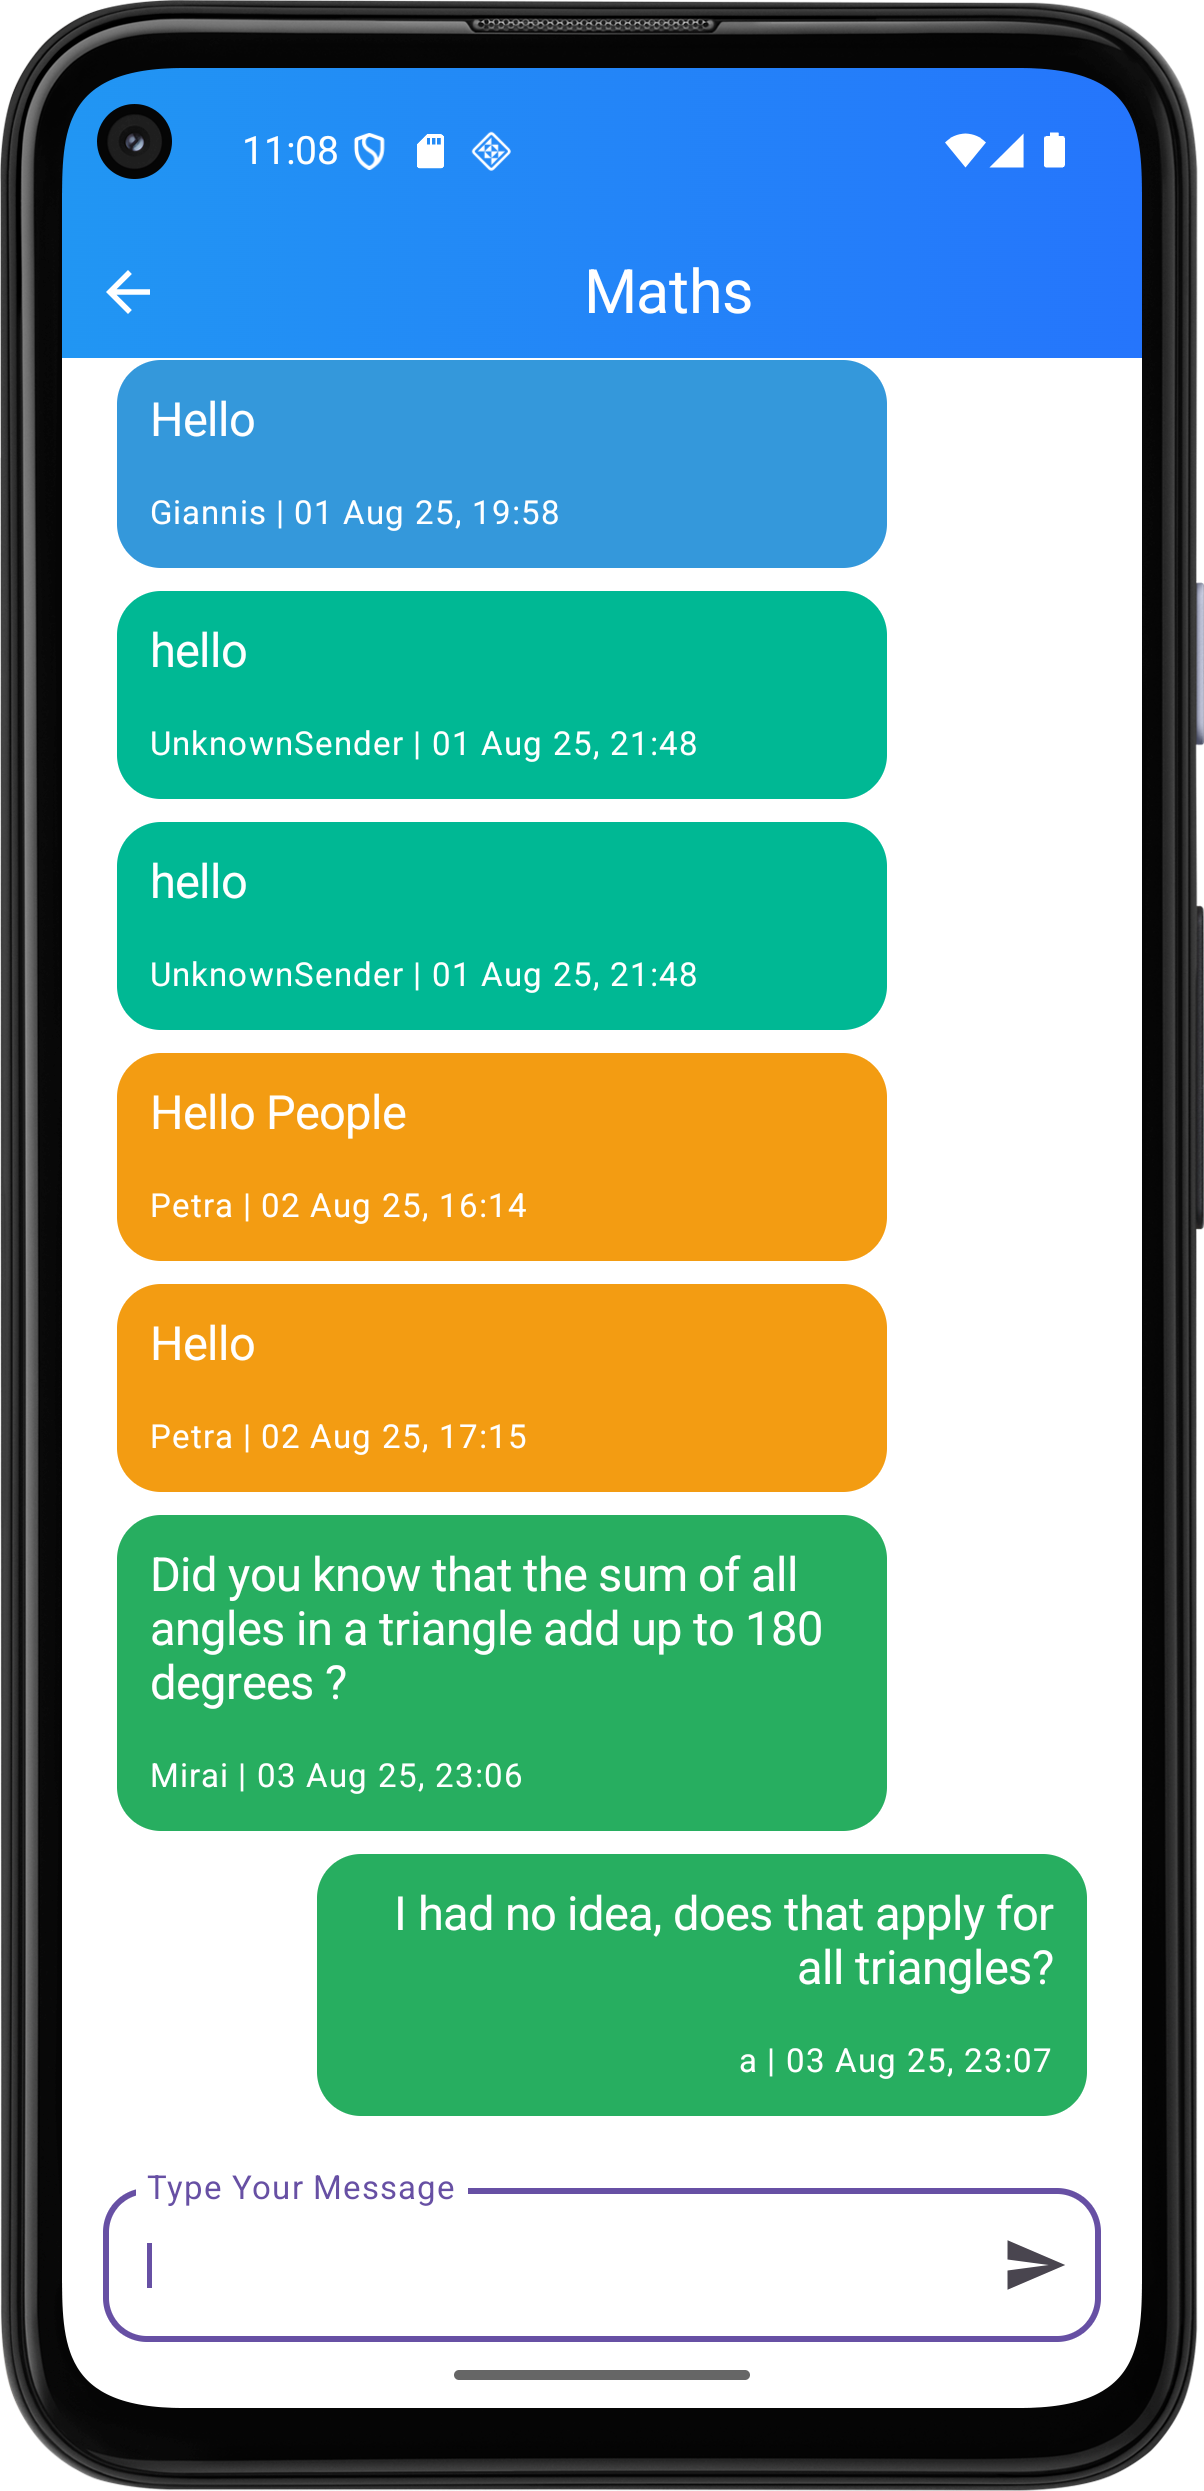 11:08
Maths
Hello
Giannis | 01 Aug 25, 19:58
hello
UnknownSender | 01 Aug 25, 21:48
hello
UnknownSender | 01 Aug 25, 21:48
Hello People
Petra | 02 Aug 25, 16:14
Hello
Petra | 02 Aug 25, 17:15
Did you know that the sum of all
angles in a triangle add up to 180
degrees ?
Mirai | 03 Aug 25, 23:06
I had no idea, does that apply for
all triangles?
a | 03 Aug 25, 23:07
Type Your Message